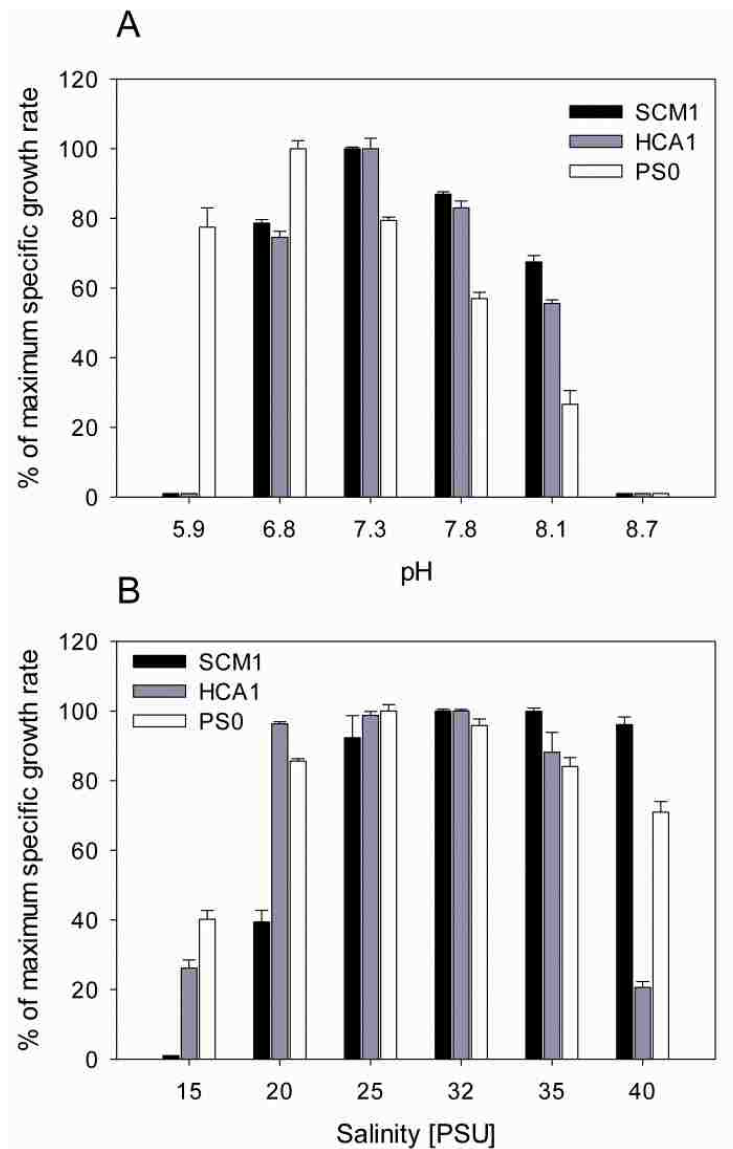 A
% of maximum specific growth rate
120
100
80
60
40
20
0
SCM1
HCA1
PS0
5.9 6.8 7.3 7.8 8.1 8.7
pH
B
% of maximum specific growth rate
120
100
80
60
40
20
0
SCM1
HCA1
PS0
15 20 25 32 35 40
Salinity [PSU]